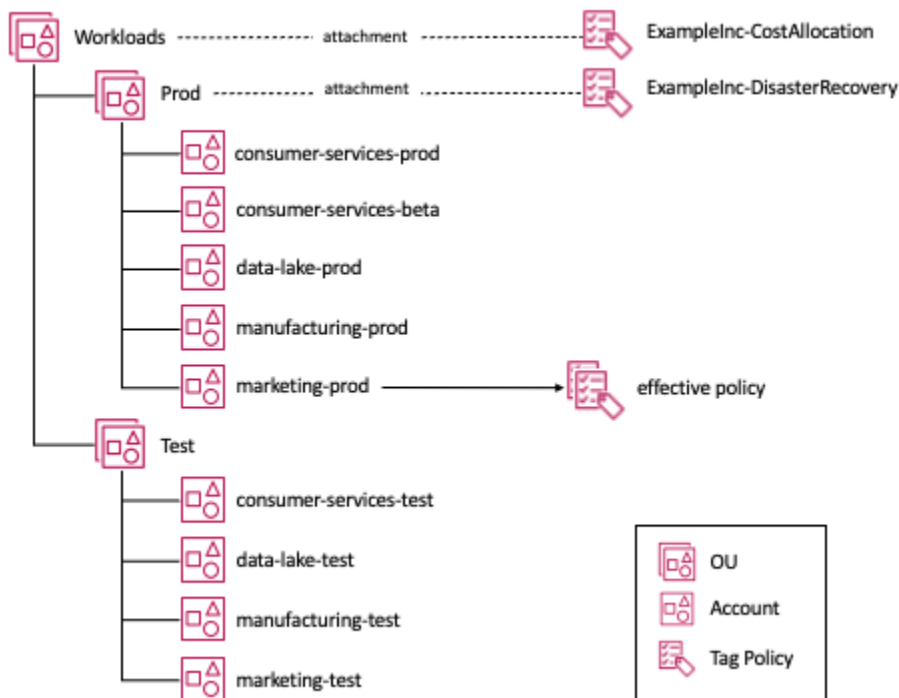 Workloads attachment ExampleInc-CostAllocation
Prod attachment ExampleInc-DisasterRecovery
consumer-services-prod
consumer-services-beta
data-lake-prod
manufacturing-prod
marketing-prod effective policy
Test
consumer-services-test
data-lake-test
manufacturing-test
marketing-test
OU
Account
Tag Policy